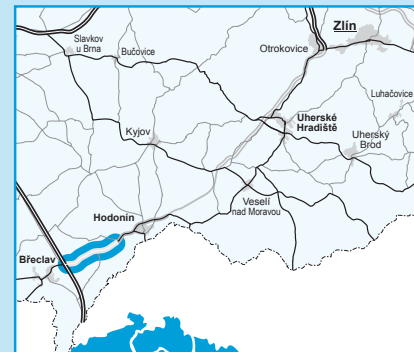 Zlín
Slavkov
u Brna
Bučovice
Otrokovice
Luhačovice
Uherské
Hradiště
Kyjov
Uherský
Brod
Veselí
nad Moravou
Hodonín
Břeclav